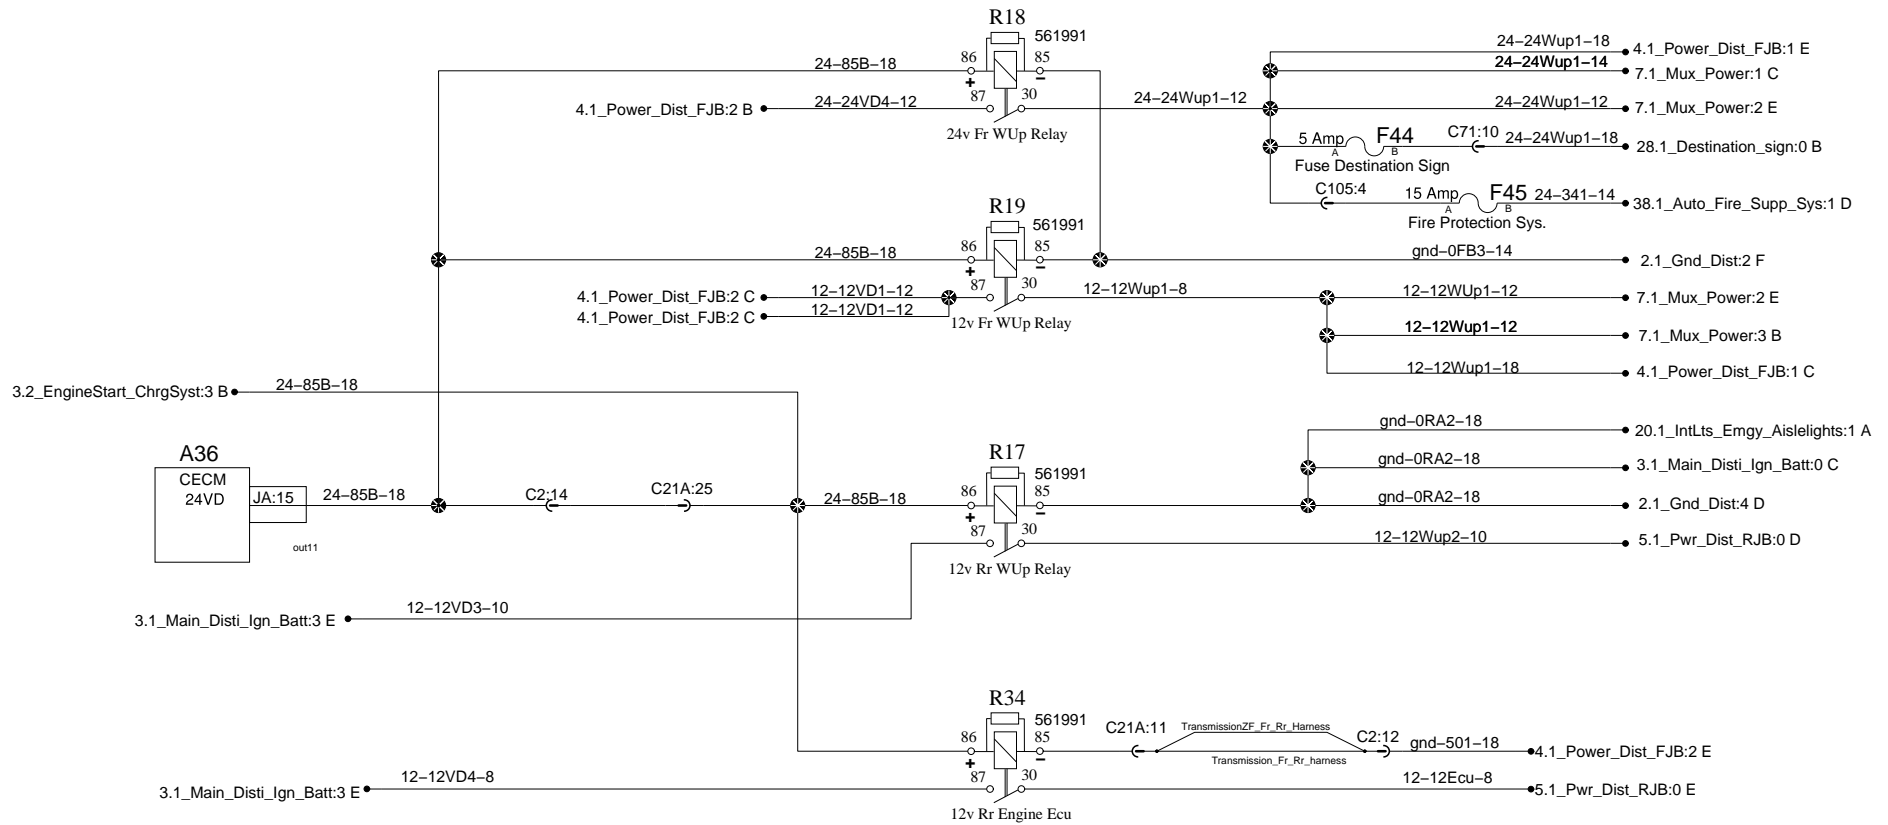 R18
561991
24–85B–18
86
85
+
–
4.1_Power_Dist_FJB:2 B
24–24VD4–12
87
30
24v Fr WUp Relay
24–24Wup1–12
24–24Wup1–18
4.1_Power_Dist_FJB:1 E
24–24Wup1–14
7.1_Mux_Power:1 C
24–24Wup1–12
7.1_Mux_Power:2 E
5 Amp
F44
A
B
Fuse Destination Sign
C71:10
24–24Wup1–18
28.1_Destination_sign:0 B
C105:4
15 Amp
F45
A
B
Fire Protection Sys.
24–341–14
38.1_Auto_Fire_Supp_Sys:1 D
R19
561991
24–85B–18
86
85
+
–
gnd–0FB3–14
2.1_Gnd_Dist:2 F
4.1_Power_Dist_FJB:2 C
12–12VD1–12
4.1_Power_Dist_FJB:2 C
12–12VD1–12
87
30
12v Fr WUp Relay
12–12Wup1–8
12–12WUp1–12
7.1_Mux_Power:2 E
12–12Wup1–12
7.1_Mux_Power:3 B
12–12Wup1–18
4.1_Power_Dist_FJB:1 C
3.2_EngineStart_ChrgSyst:3 B
24–85B–18
A36
CECM
24VD
JA:15
out11
24–85B–18
C2:14
C21A:25
24–85B–18
R17
561991
86
85
+
–
87
30
12v Rr WUp Relay
gnd–0RA2–18
20.1_IntLts_Emgy_Aislelights:1 A
gnd–0RA2–18
3.1_Main_Disti_Ign_Batt:0 C
gnd–0RA2–18
2.1_Gnd_Dist:4 D
12–12Wup2–10
5.1_Pwr_Dist_RJB:0 D
3.1_Main_Disti_Ign_Batt:3 E
12–12VD3–10
R34
561991
86
85
+
–
C21A:11
TransmissionZF_Fr_Rr_Harness
Transmission_Fr_Rr_harness
C2:12
gnd–501–18
4.1_Power_Dist_FJB:2 E
3.1_Main_Disti_Ign_Batt:3 E
12–12VD4–8
87
30
12v Rr Engine Ecu
12–12Ecu–8
5.1_Pwr_Dist_RJB:0 E